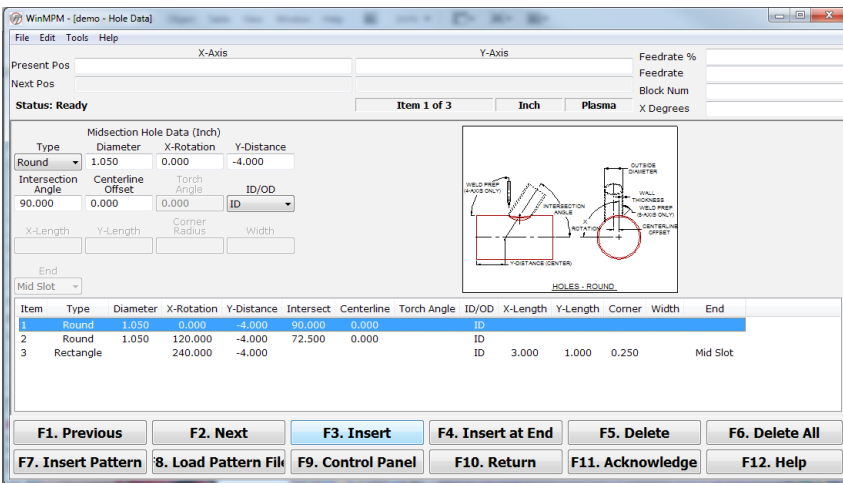 WinMPM - [demo - Hole Data]
File Edit Tools Help
X-Axis Y-Axis
Present Pos
Next Pos
Feedrate %
Feedrate
Block Num
X Degrees
Status: Ready Item 1 of 3 Inch Plasma
Midsection Hole Data (Inch)
Type Diameter X-Rotation Y-Distance
Round 1.050 0.000 -4.000
Intersection Angle Centerline Offset Torch Angle ID/OD
90.000 0.000 0.000 ID
X-Length Y-Length Corner Radius Width
End
Mid Slot
WELD PREP
(4-AXIS ONLY)
INTERSECTION
ANGLE
Y-DISTANCE (CENTER)
OUTSIDE
DIAMETER
WALL
THICKNESS
WELD PREP
(5-AXIS ONLY)
X
ROTATION
CENTERLINE
OFFSET
HOLES - ROUND
Item Type Diameter X-Rotation Y-Distance Intersect Centerline Torch Angle ID/OD X-Length Y-Length Corner Width End
1 Round 1.050 0.000 -4.000 90.000 0.000 ID
2 Round 1.050 120.000 -4.000 72.500 0.000 ID
3 Rectangle 240.000 -4.000 ID 3.000 1.000 0.250 Mid Slot
F1. Previous F2. Next F3. Insert F4. Insert at End F5. Delete F6. Delete All
F7. Insert Pattern 8. Load Pattern File F9. Control Panel F10. Return F11. Acknowledge F12. Help